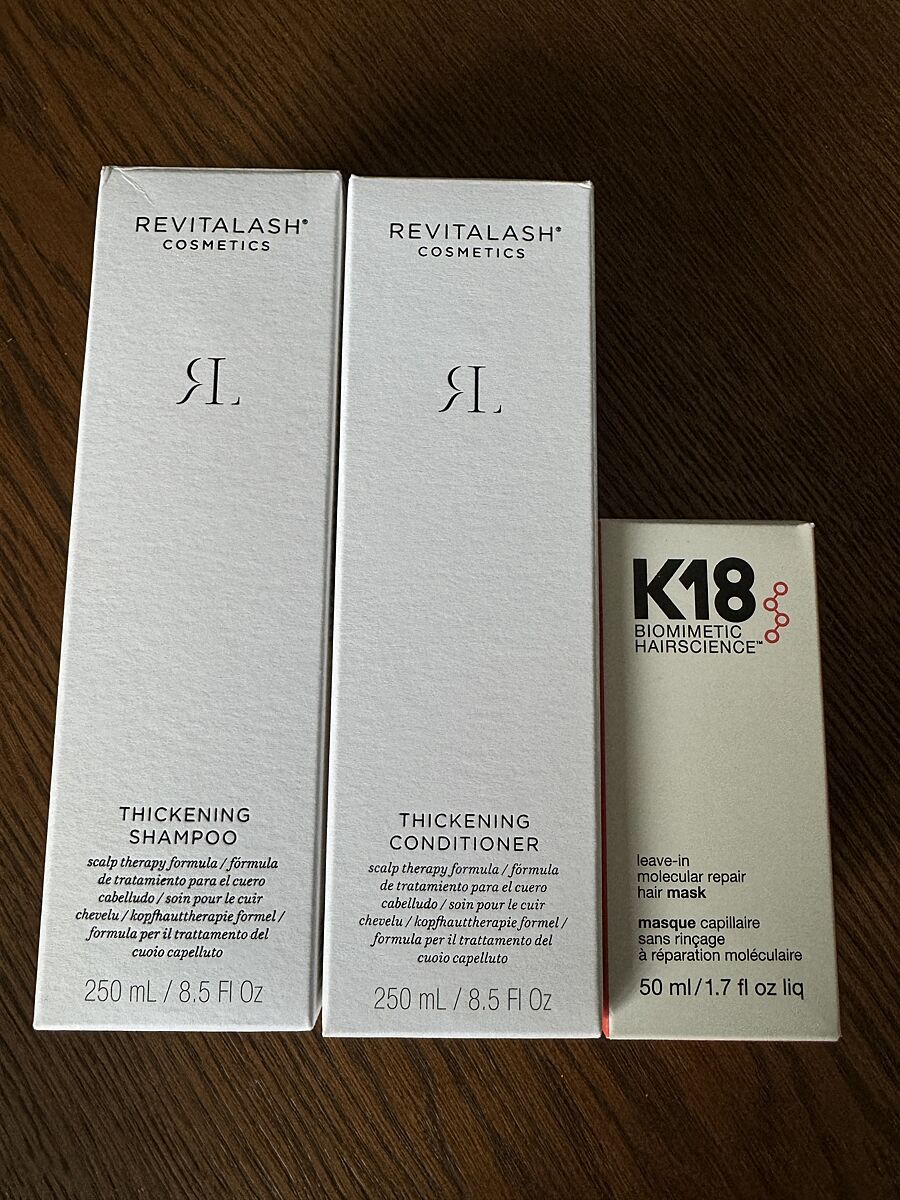 REVITALASH®
COSMETICS
RL
THICKENING
SHAMPOO
scalp therapy formula / fórmula
de tratamiento para el cuero
cabelludo / soin pour le cuir
chevelu / kopfhauttherapie formel /
formula per il trattamento del
cuoio capelluto
250 mL / 8.5 Fl Oz
REVITALASH®
COSMETICS
RL
THICKENING
CONDITIONER
scalp therapy formula / fórmula
de tratamiento para el cuero
cabelludo / soin pour le cuir
chevelu / kopfhauttherapie formel /
formula per il trattamento del
cuoio capelluto
250 mL / 8.5 Fl Oz
K18
BIOMIMETIC
HAIRSCIENCE™
leave-in
molecular repair
hair mask
masque capillaire
sans rinçage
à réparation moléculaire
50 ml/1.7 fl oz liq